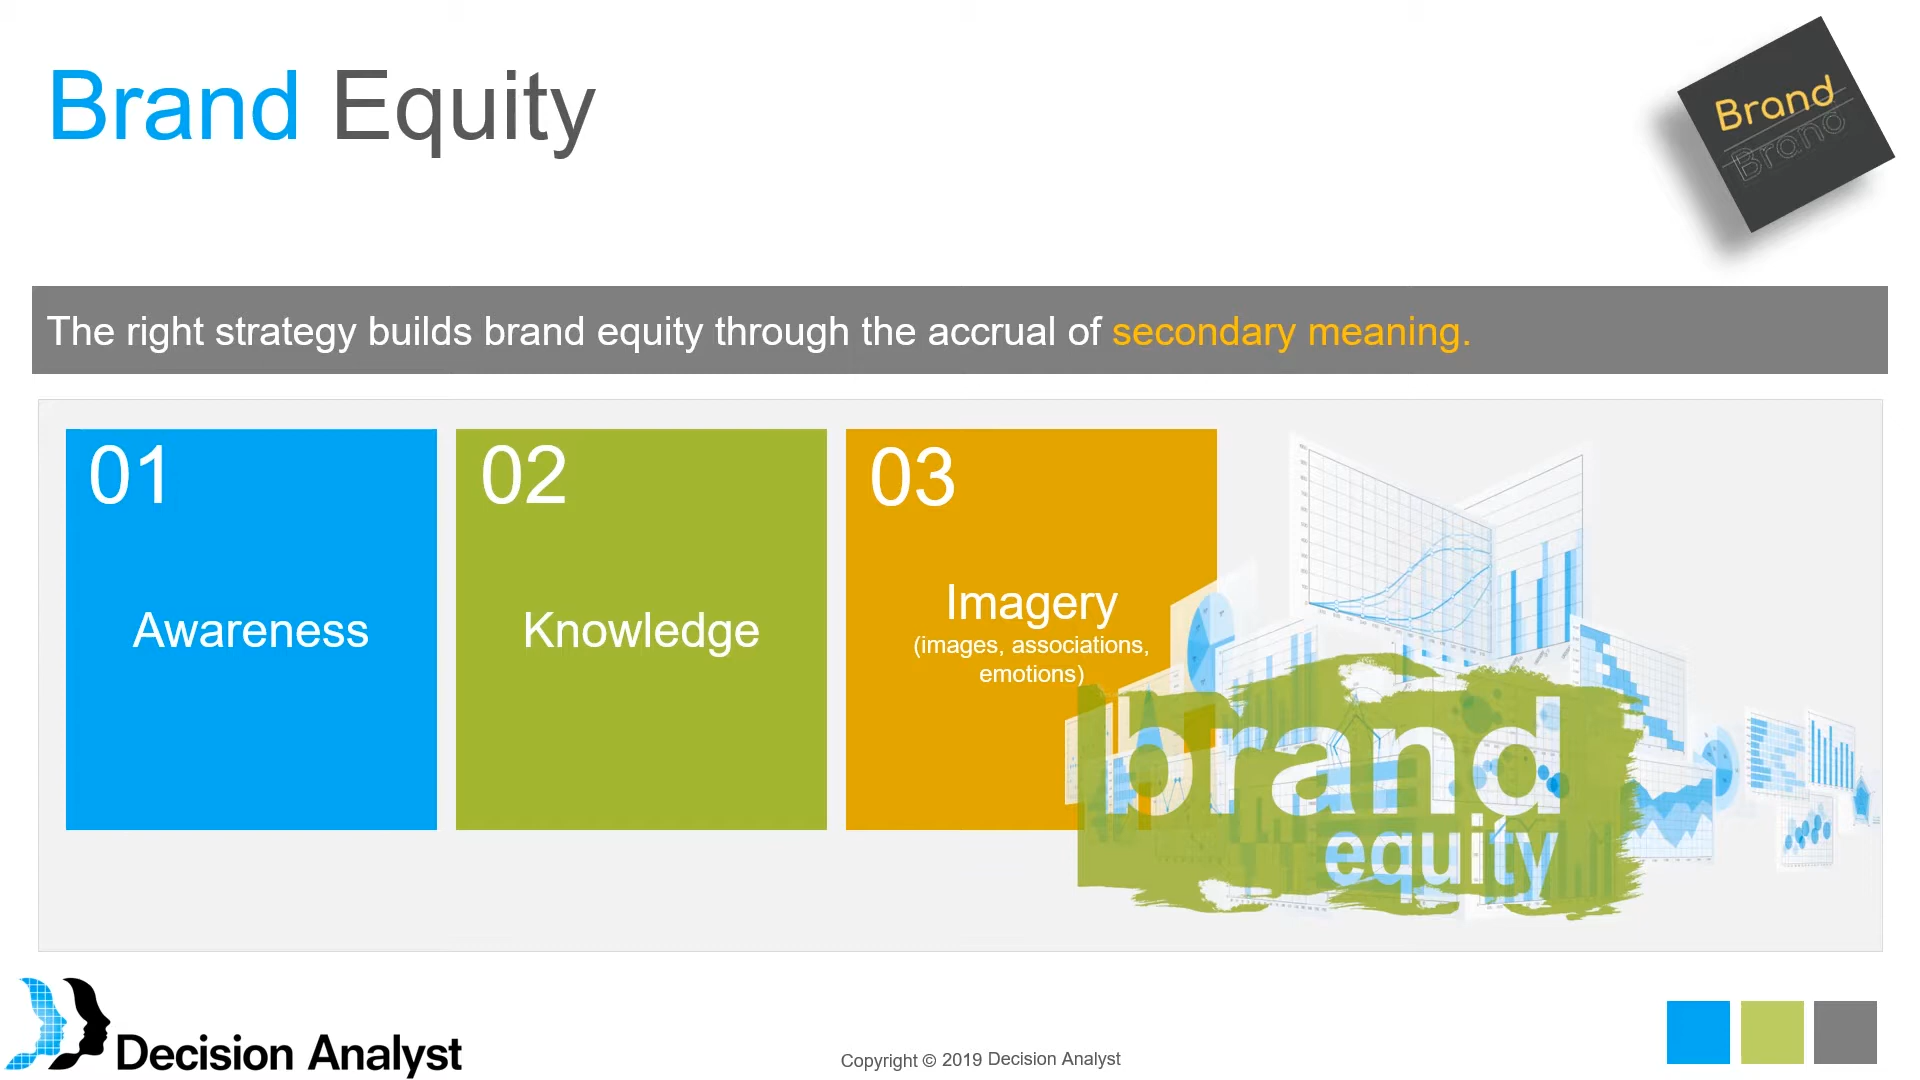 Brand Equity
Brand
Brand
The right strategy builds brand equity through the accrual of secondary meaning.
01
Awareness
02
Knowledge
03
Imagery
(images, associations,
emotions)
brand
equity
Decision Analyst
Copyright © 2019 Decision Analyst